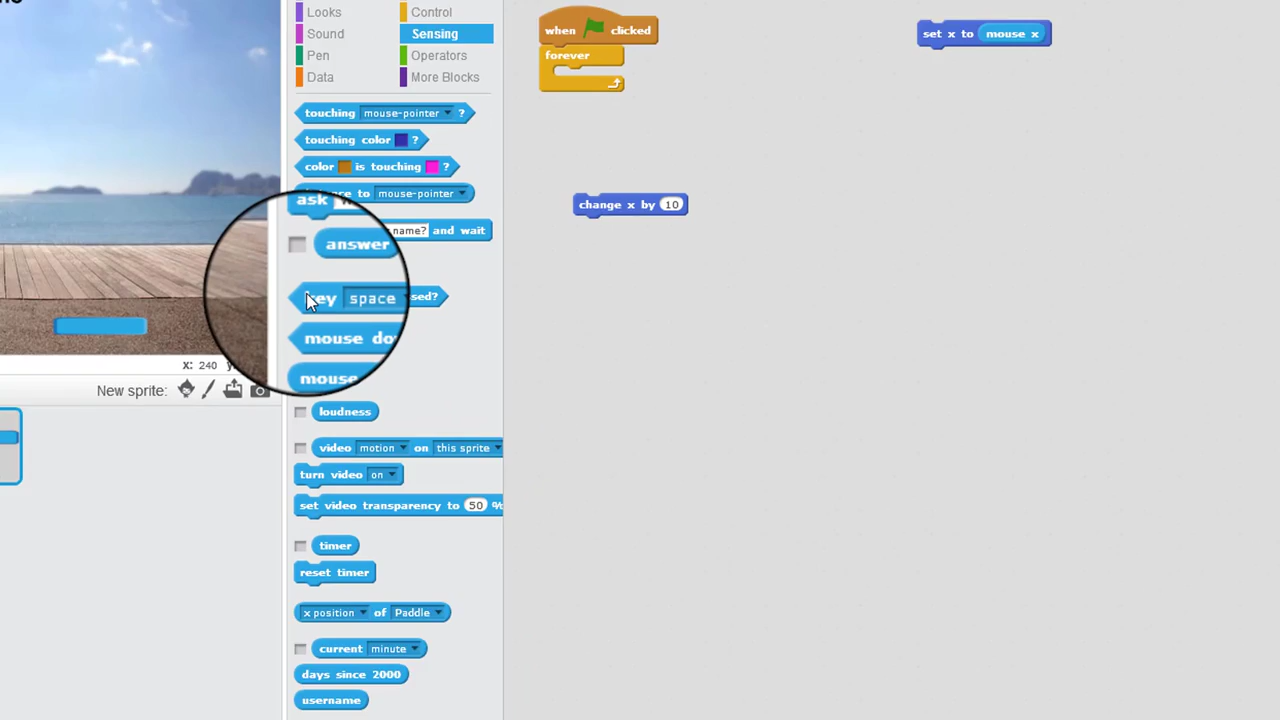 Looks Control
Sound Sensing
Pen Operators
Data More Blocks
touching mouse-pointer ?
touching color ?
color is touching ?
to mouse-pointer
ask
name? and wait
answer
key space sed?
mouse do
mouse
loudness
video motion on this sprite
turn video on
set video transparency to 50 %
timer
reset timer
x position of Paddle
current minute
days since 2000
username
x: 240
New sprite:
when clicked
forever
change x by 10
set x to mouse x